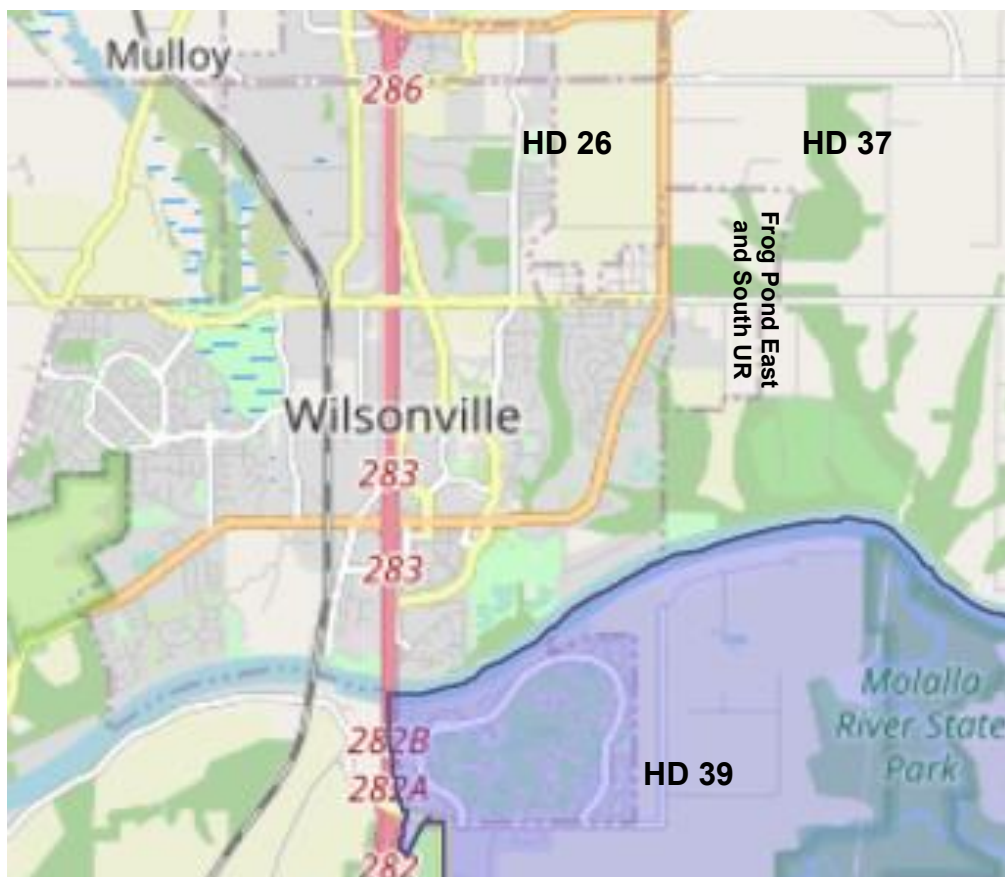 Mulloy
286
HD 26
HD 37
Frog Pond East
and South UR
Wilsonville
283
283
Molalla
River State
Park
282B
HD 39
282A
282